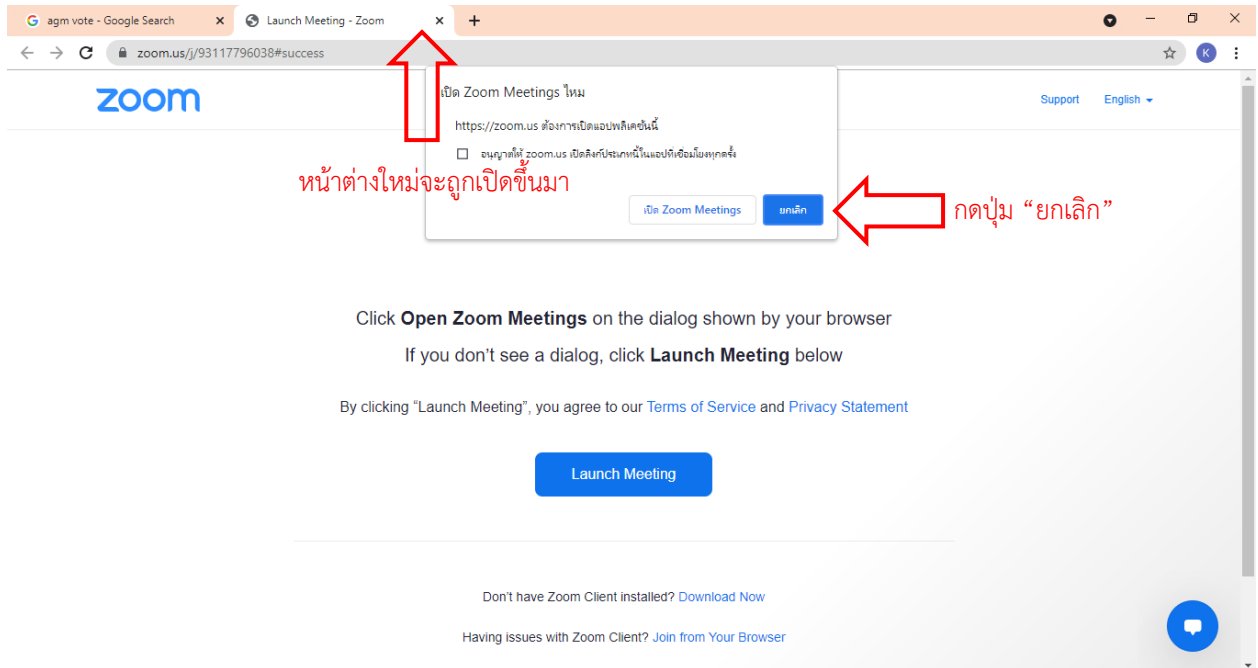 agm vote - Google Search
Launch Meeting - Zoom
zoom.us/j/93117796038#success
K
zoom
Support
English
เปิด Zoom Meetings ไหม
https://zoom.us ต้องการเปิดแอปพลิเคชันนี้
อนุญาตให้ zoom.us เปิดลิงก์ประเภทนี้ในแอปที่เชื่อมโยงทุกครั้ง
หน้าต่างใหม่จะถูกเปิดขึ้นมา
เปิด Zoom Meetings
ยกเลิก
กดปุ่ม “ยกเลิก”
Click Open Zoom Meetings on the dialog shown by your browser
If you don’t see a dialog, click Launch Meeting below
By clicking “Launch Meeting”, you agree to our Terms of Service and Privacy Statement
Launch Meeting
Don’t have Zoom Client installed? Download Now
Having issues with Zoom Client? Join from Your Browser